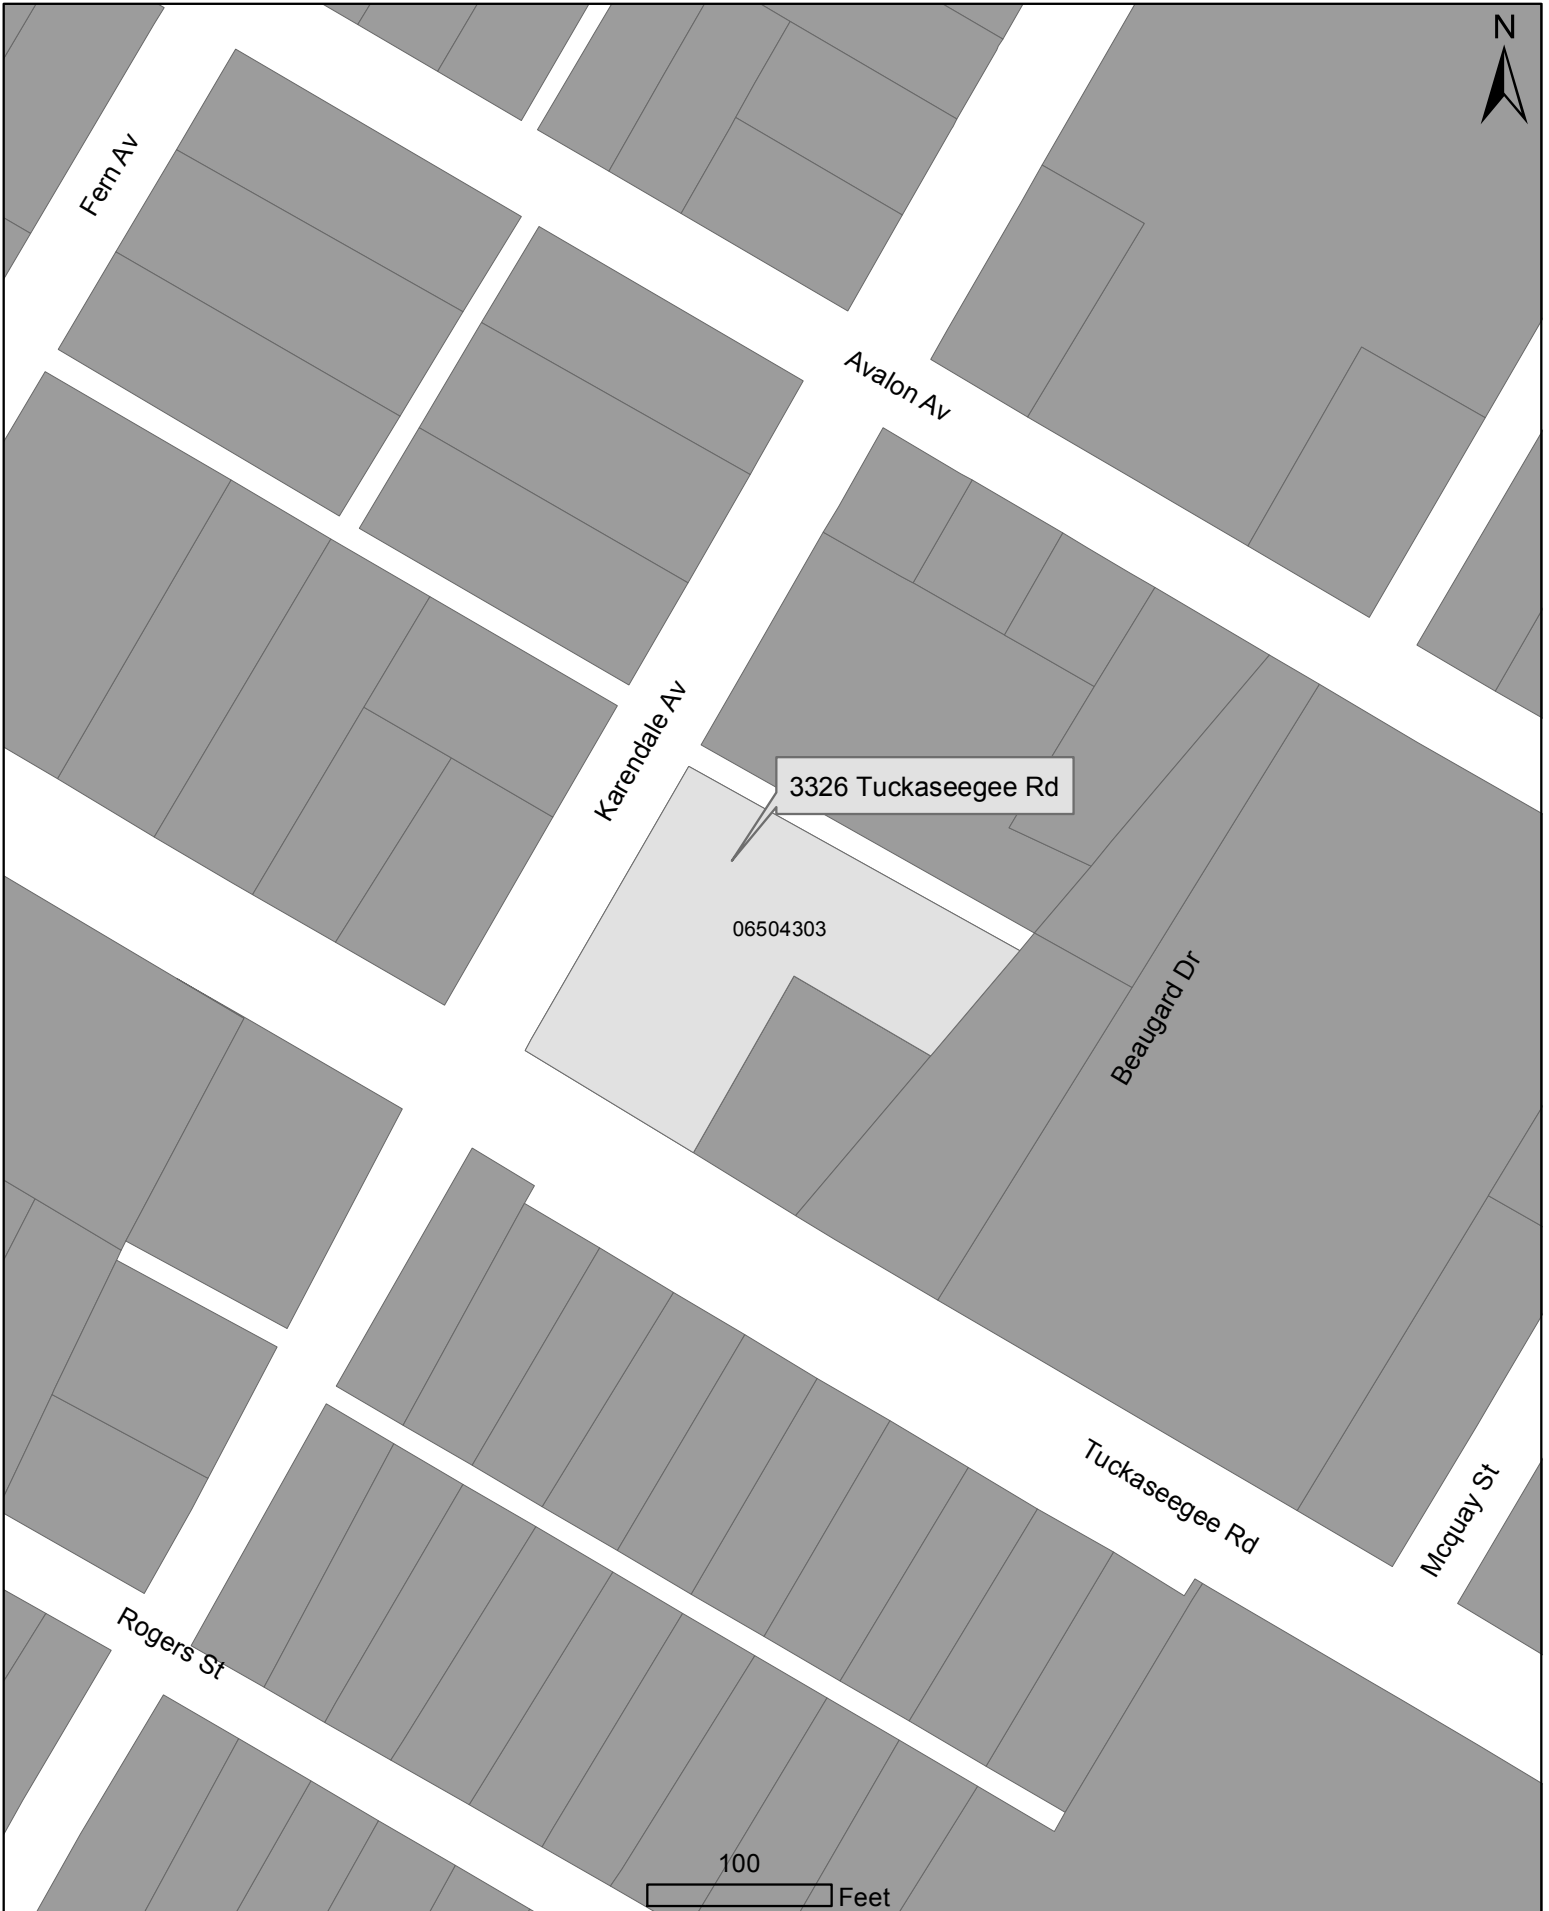 N
Fern Av
Avalon Av
Karendale Av
3326 Tuckaseegee Rd
06504303
Beaugard Dr
Tuckaseegee Rd
Mcquay St
Rogers St
100
Feet